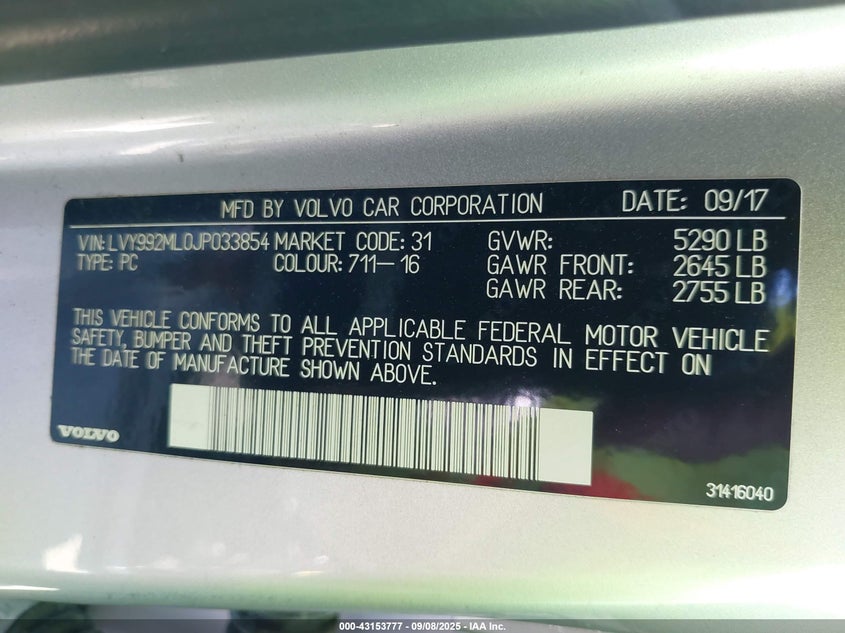 MFD BY VOLVO CAR CORPORATION DATE: 09/17
VIN: LVY992ML0JP033854 MARKET CODE: 31 GVWR: 5290 LB
TYPE: PC COLOUR: 711-16 GAWR FRONT: 2645 LB
GAWR REAR: 2755 LB
THIS VEHICLE CONFORMS TO ALL APPLICABLE FEDERAL MOTOR VEHICLE
SAFETY, BUMPER AND THEFT PREVENTION STANDARDS IN EFFECT ON
THE DATE OF MANUFACTURE SHOWN ABOVE.
VOLVO
31416040
000-43153777 - 09/08/2025 - IAA Inc.